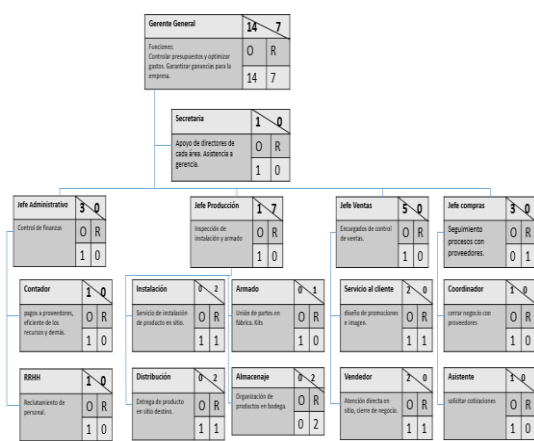 Gerente General 14 7
Funciones: O R
Controlar presupuestos y optimizar
gastos. Garantizar ganancias para la
empresa. 14 7
Secretaria 1 0
Apoyo de directores de O R
cada área. Asistencia a
gerencia. 1 0
Jefe Administrativo 3 0
Control de finanzas O R
1 0
Jefe Producción 1 7
Inspección de O R
instalación y armado
1 0
Jefe Ventas 5 0
Encargados de control O R
de ventas.
1 0
Jefe compras 3 0
Seguimiento O R
procesos con
proveedores. 0 1
Contador 1 0
pagos a proveedores, O R
eficiente de los
recursos y demás. 1 0
Instalación 0 2
Servicio de instalación O R
de producto en sitio.
1 1
Armado 0 1
Unión de partes en O R
fábrica. Kits
1 0
Servicio al cliente 2 0
diseño de promociones O R
e imagen.
1 1
Coordinador 1 0
cerrar negocio con O R
proveedores
1 0
RRHH 1 0
Reclutamiento de O R
personal.
1 0
Distribución 0 2
Entrega de producto O R
en sitio destino.
1 1
Almacenaje 0 2
Organización de O R
productos en bodega.
0 2
Vendedor 2 0
Atención directa en O R
sitio, cierre de negocio.
1 1
Asistente 1 0
solicitar cotizaciones O R
1 0